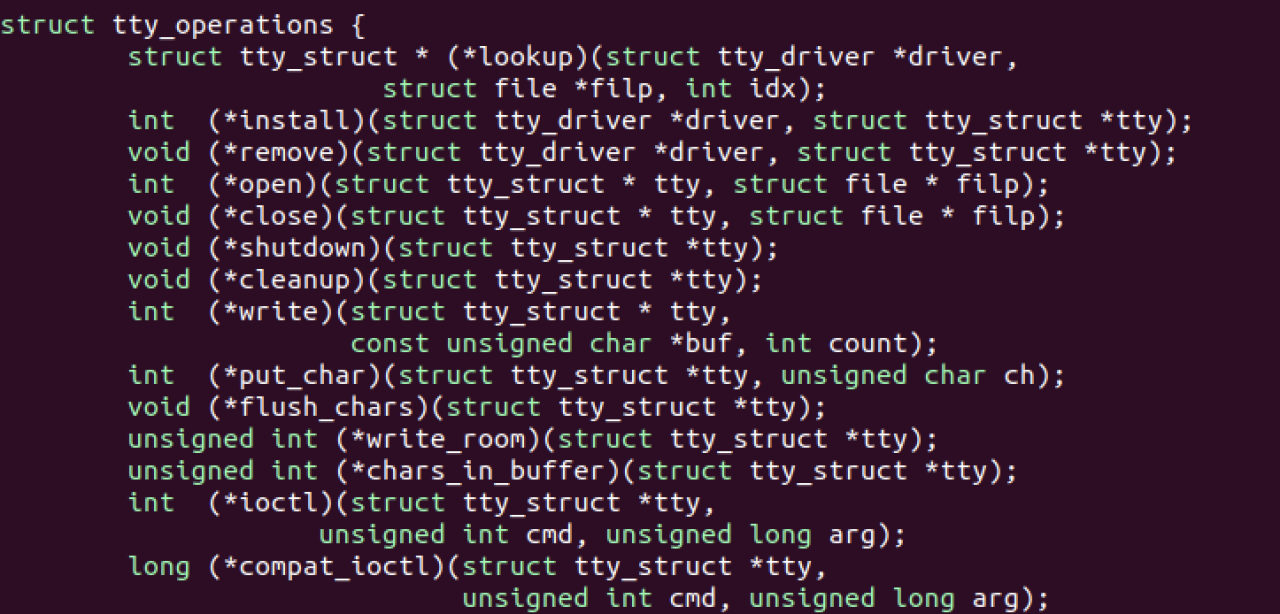 struct tty_operations {
        struct tty_struct * (*lookup)(struct tty_driver *driver,
                        struct file *filp, int idx);
        int  (*install)(struct tty_driver *driver, struct tty_struct *tty);
        void (*remove)(struct tty_driver *driver, struct tty_struct *tty);
        int  (*open)(struct tty_struct * tty, struct file * filp);
        void (*close)(struct tty_struct * tty, struct file * filp);
        void (*shutdown)(struct tty_struct *tty);
        void (*cleanup)(struct tty_struct *tty);
        int  (*write)(struct tty_struct * tty,
                      const unsigned char *buf, int count);
        int  (*put_char)(struct tty_struct *tty, unsigned char ch);
        void (*flush_chars)(struct tty_struct *tty);
        unsigned int (*write_room)(struct tty_struct *tty);
        unsigned int (*chars_in_buffer)(struct tty_struct *tty);
        int  (*ioctl)(struct tty_struct *tty,
                    unsigned int cmd, unsigned long arg);
        long (*compat_ioctl)(struct tty_struct *tty,
                             unsigned int cmd, unsigned long arg);